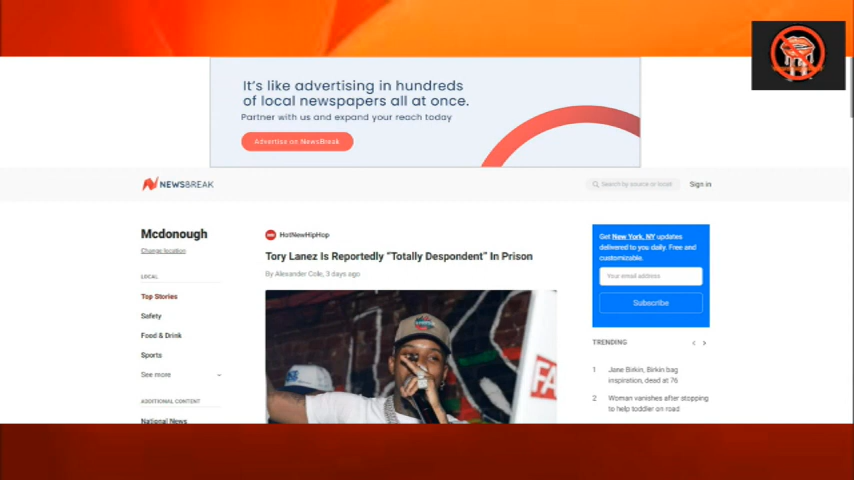 It's like advertising in hundreds
of local newspapers all at once.
Partner with us and expand your reach today
Advertise on NewsBreak
NEWSBREAK
Search by source or locati
Sign in
Mcdonough
Change location
LOCAL
Top Stories
Safety
Food & Drink
Sports
See more
ADDITIONAL CONTENT
National News
HotNewHipHop
Tory Lanez Is Reportedly “Totally Despondent” In Prison
By Alexander Cole, 3 days ago
FA
Get New York, NY updates
delivered to you daily. Free and
customizable.
Your email address
Subscribe
TRENDING
1 Jane Birkin, Birkin bag
inspiration, dead at 76
2 Woman vanishes after stopping
to help toddler on road